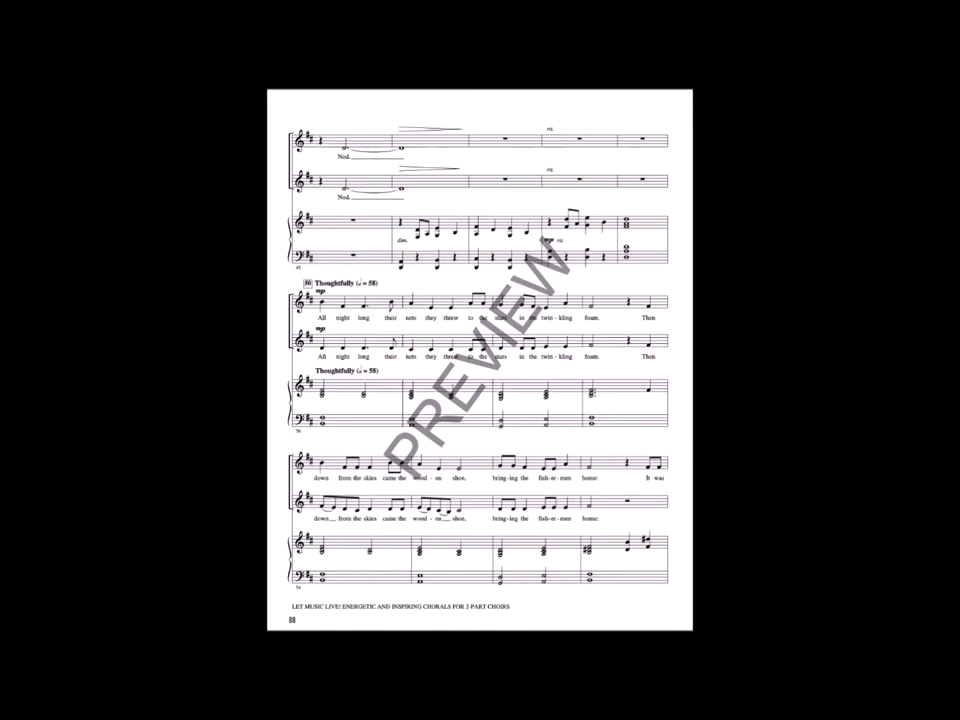 rit.
Nod.
rit.
Nod.
dim.
mp rit.
45
50 Thoughtfully (𝅗𝅥 = 58)
mp
All night long their nets they threw to the stars in the twin - kling foam. Then
mp
All night long their nets they threw to the stars in the twin - kling foam. Then
Thoughtfully (𝅗𝅥 = 58)
50
down from the skies came the wood - en shoe, bring - ing the fish - er - men home: It was
down from the skies came the wood - en shoe, bring - ing the fish - er - men home:
54
PREVIEW
LET MUSIC LIVE! ENERGETIC AND INSPIRING CHORALS FOR 2-PART CHOIRS
88